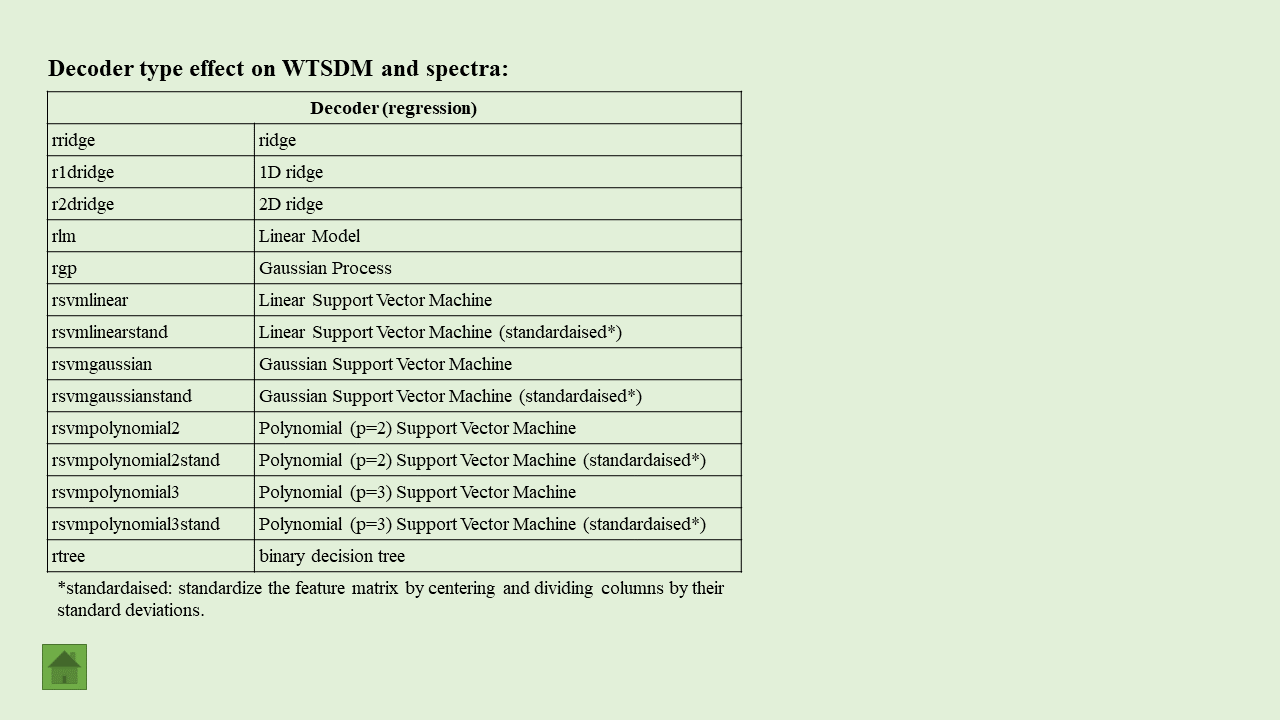 Decoder type effect on WTSDM and spectra:
Decoder (regression)
rridge ridge
r1dridge 1D ridge
r2dridge 2D ridge
rlm Linear Model
rgp Gaussian Process
rsvmlinear Linear Support Vector Machine
rsvmlinearstand Linear Support Vector Machine (standardaised*)
rsvmgaussian Gaussian Support Vector Machine
rsvmgaussianstand Gaussian Support Vector Machine (standardaised*)
rsvmpolynomial2 Polynomial (p=2) Support Vector Machine
rsvmpolynomial2stand Polynomial (p=2) Support Vector Machine (standardaised*)
rsvmpolynomial3 Polynomial (p=3) Support Vector Machine
rsvmpolynomial3stand Polynomial (p=3) Support Vector Machine (standardaised*)
rtree binary decision tree
*standardaised: standardize the feature matrix by centering and dividing columns by their
standard deviations.